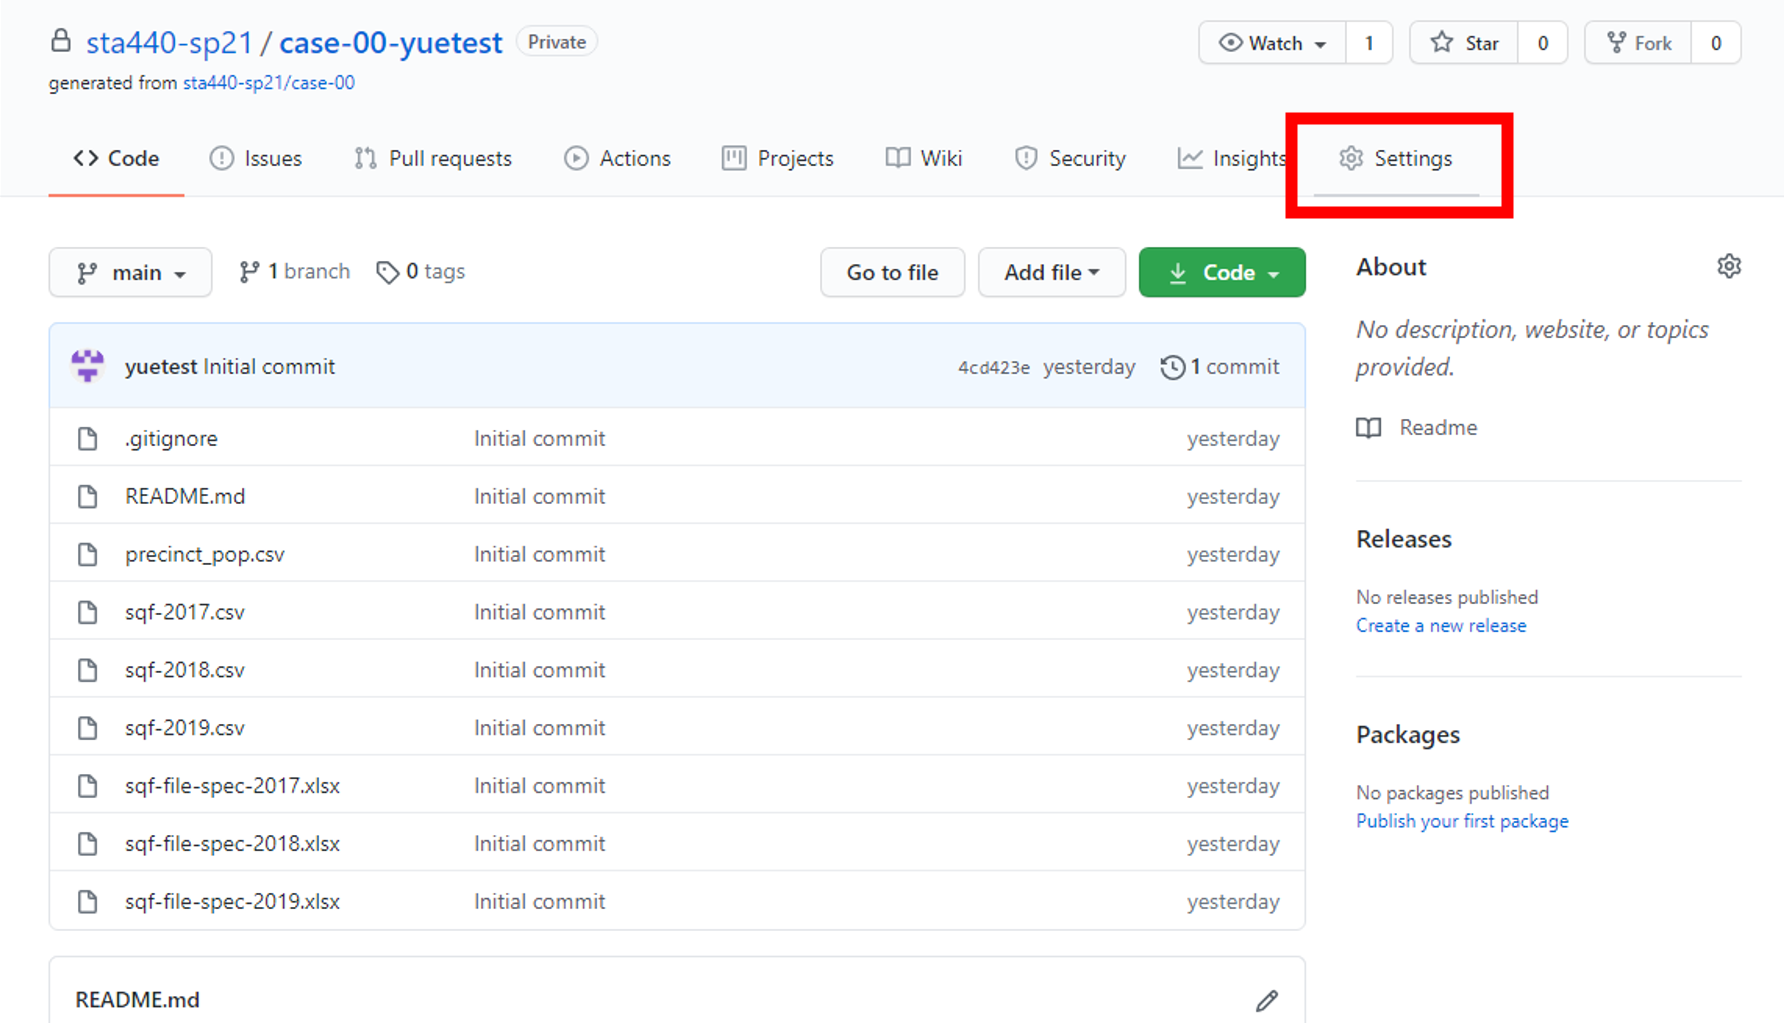 sta440-sp21 / case-00-yuetest Private Watch 1 Star 0 Fork 0
generated from sta440-sp21/case-00
<> Code Issues Pull requests Actions Projects Wiki Security Insights Settings
main 1 branch 0 tags Go to file Add file Code
yuetest Initial commit 4cd423e yesterday 1 commit
.gitignore Initial commit yesterday
README.md Initial commit yesterday
precinct_pop.csv Initial commit yesterday
sqf-2017.csv Initial commit yesterday
sqf-2018.csv Initial commit yesterday
sqf-2019.csv Initial commit yesterday
sqf-file-spec-2017.xlsx Initial commit yesterday
sqf-file-spec-2018.xlsx Initial commit yesterday
sqf-file-spec-2019.xlsx Initial commit yesterday
README.md
About
No description, website, or topics
provided.
Readme
Releases
No releases published
Create a new release
Packages
No packages published
Publish your first package